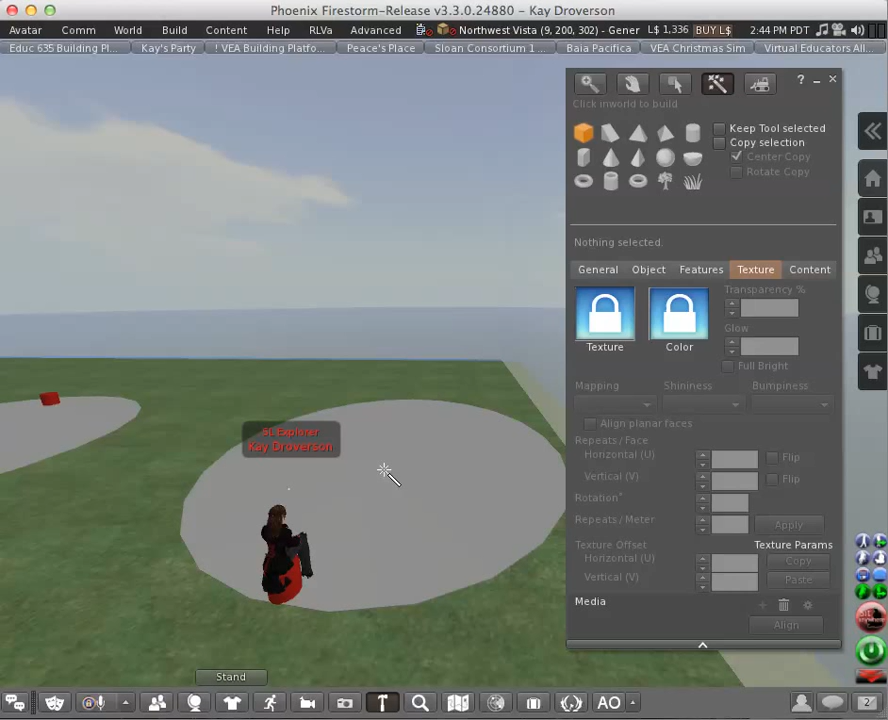 Phoenix Firestorm-Release v3.3.0.24880 - Kay Droverson
Avatar Comm World Build Content Help RLVa Advanced Northwest Vista (9, 200, 302) - Gener L$ 1,336 BUY L$ 2:44 PM PDT
Educ 635 Building Pl... Kay's Party ! VEA Building Platfo... Peace's Place Sloan Consortium 1 ... Baia Pacifica VEA Christmas Sim Virtual Educators All...
?
Click inworld to build
Keep Tool selected
Copy selection
Center Copy
Rotate Copy
Nothing selected.
General Object Features Texture Content
Transparency %
Glow
Texture Color
Full Bright
Mapping Shininess Bumpiness
Align planar faces
Repeats / Face
Horizontal (U) Flip
Vertical (V) Flip
Rotation°
Repeats / Meter Apply
Texture Offset Texture Params
Horizontal (U) Copy
Vertical (V) Paste
Media
Align
SL Explorer
Kay Droverson
Stand
AO 2